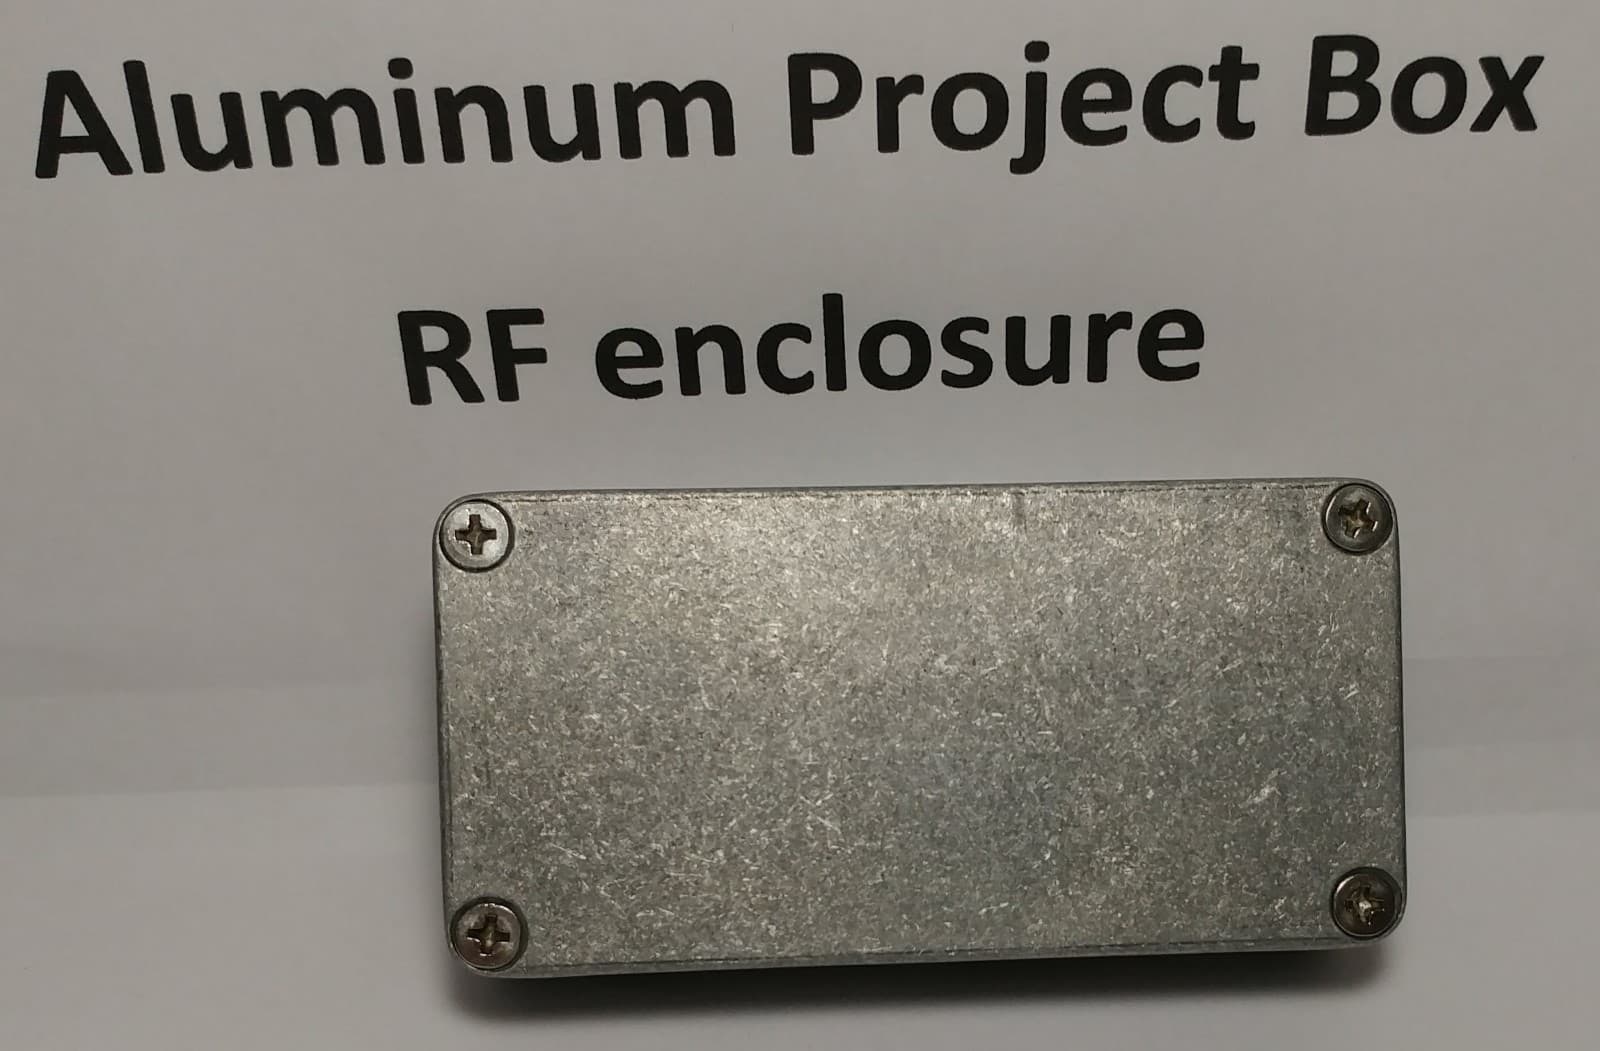 Aluminum Project Box
RF enclosure